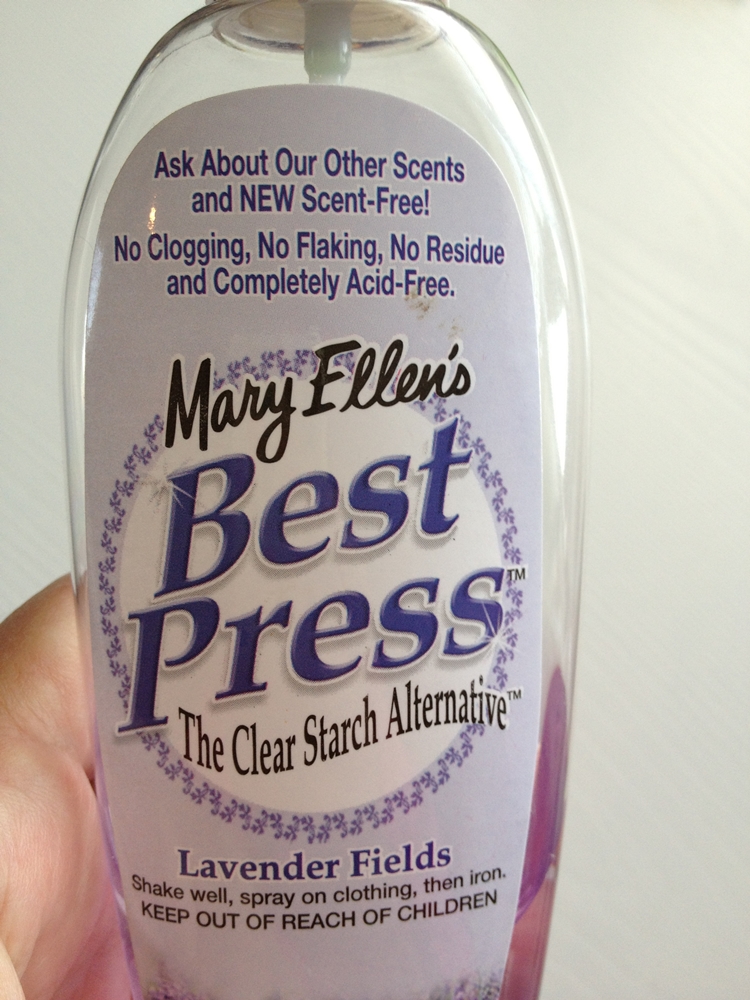 Ask About Our Other Scents
and NEW Scent-Free!
No Clogging, No Flaking, No Residue
and Completely Acid-Free.
Mary Ellen's
Best
Press™
The Clear Starch Alternative™
Lavender Fields
Shake well, spray on clothing, then iron.
KEEP OUT OF REACH OF CHILDREN